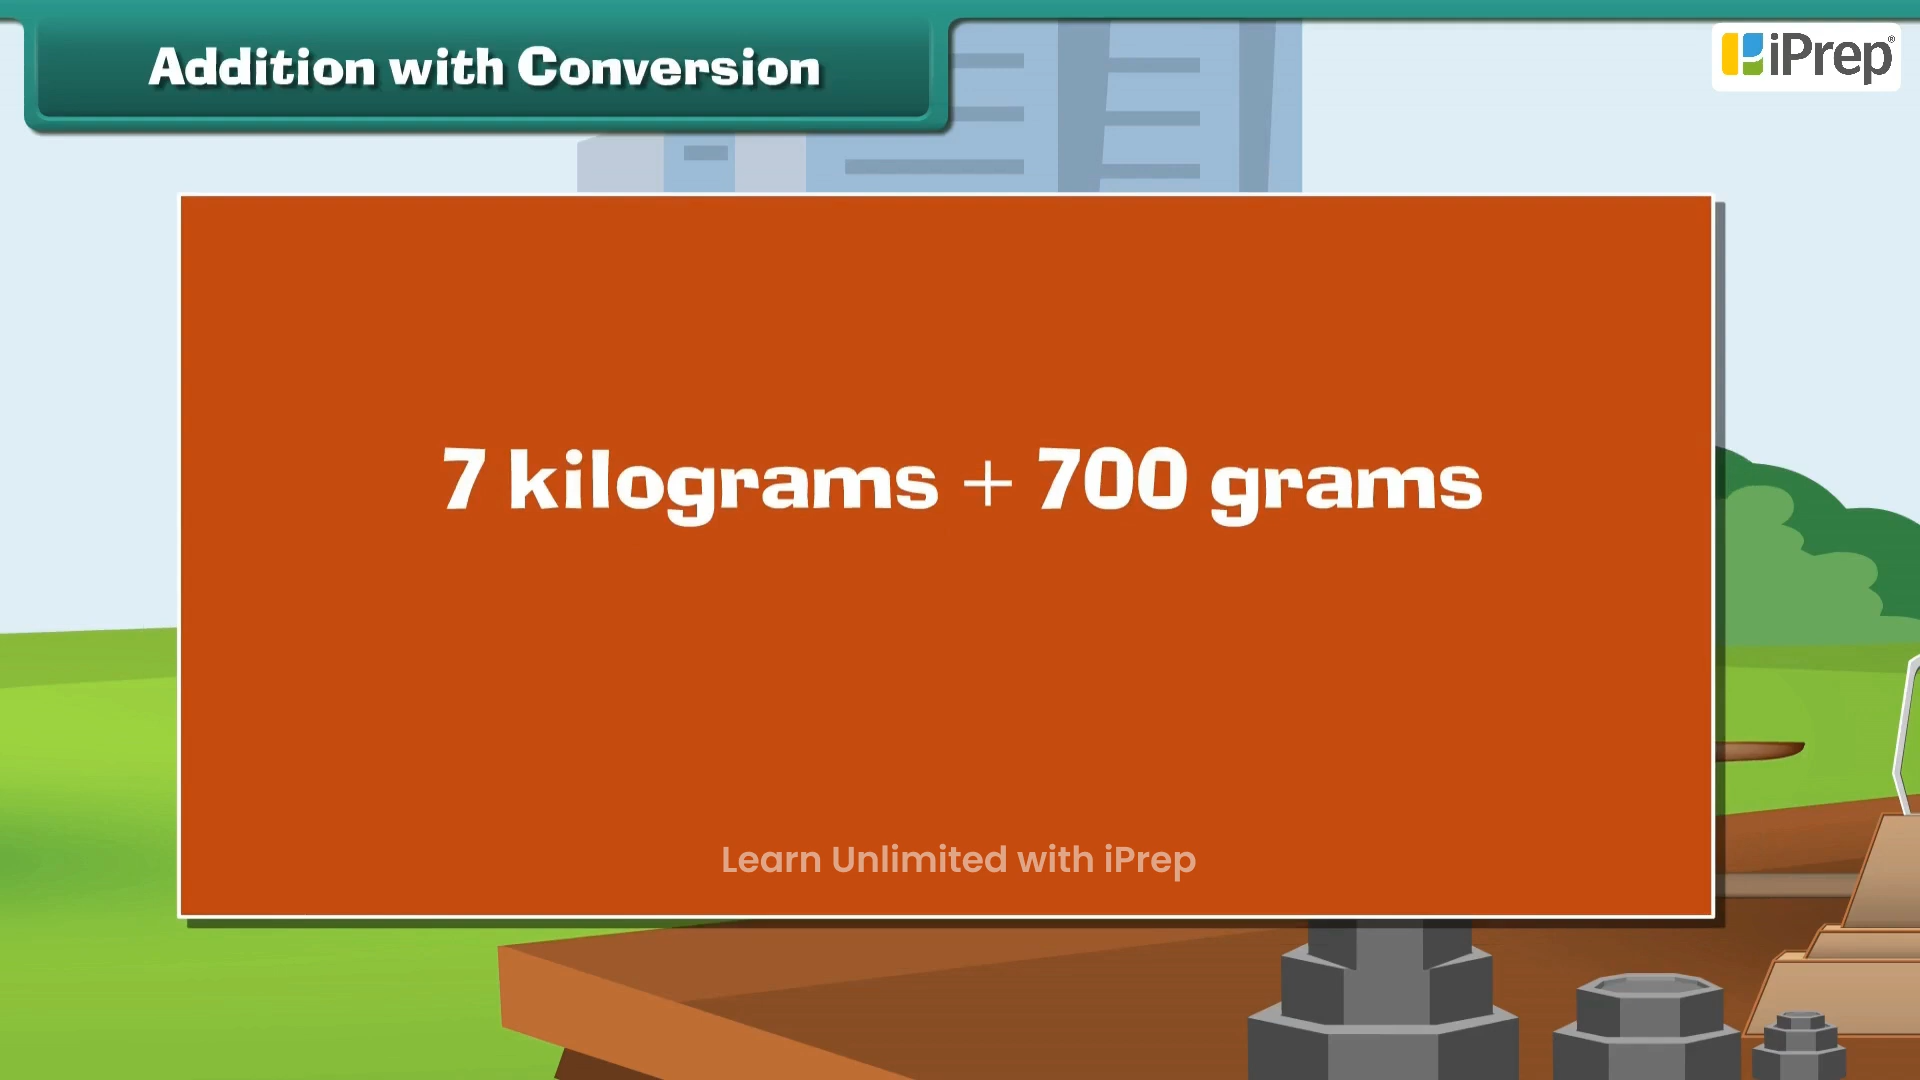 Addition with Conversion
iPrep®
7 kilograms + 700 grams
Learn Unlimited with iPrep